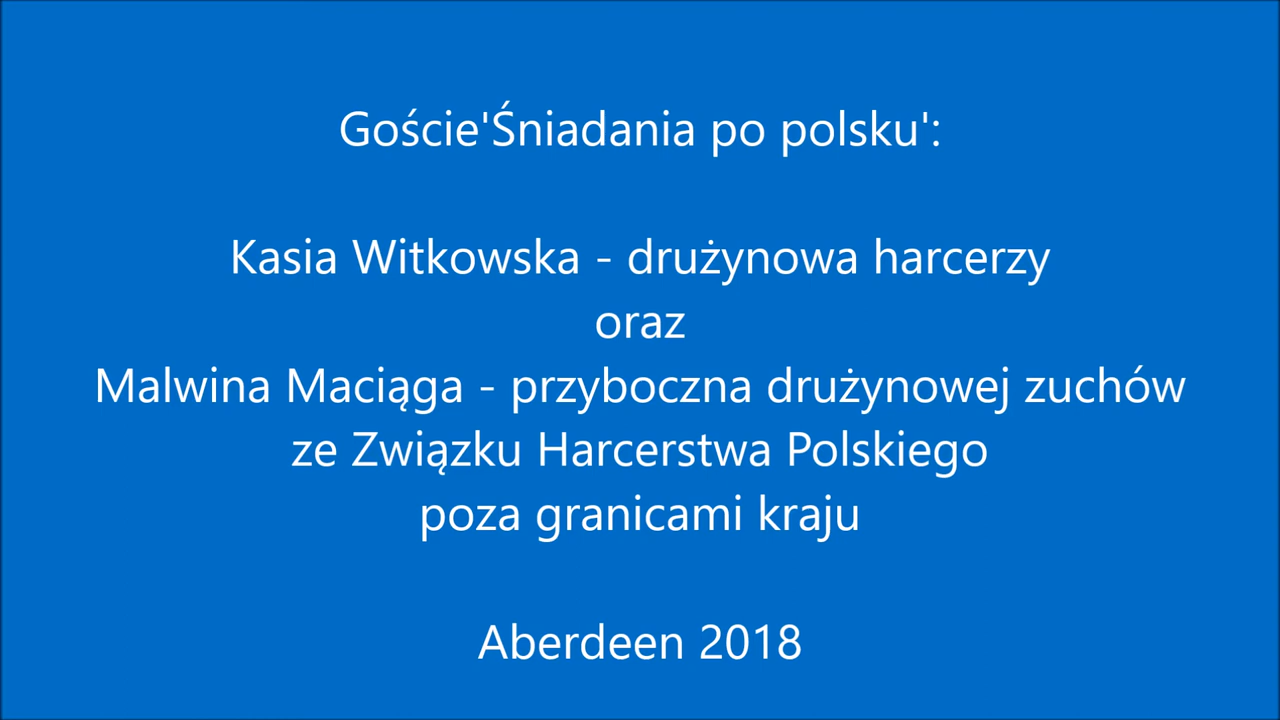 Goście'Śniadania po polsku':
Kasia Witkowska - drużynowa harcerzy
oraz
Malwina Maciąga - przyboczna drużynowej zuchów
ze Związku Harcerstwa Polskiego
poza granicami kraju
Aberdeen 2018